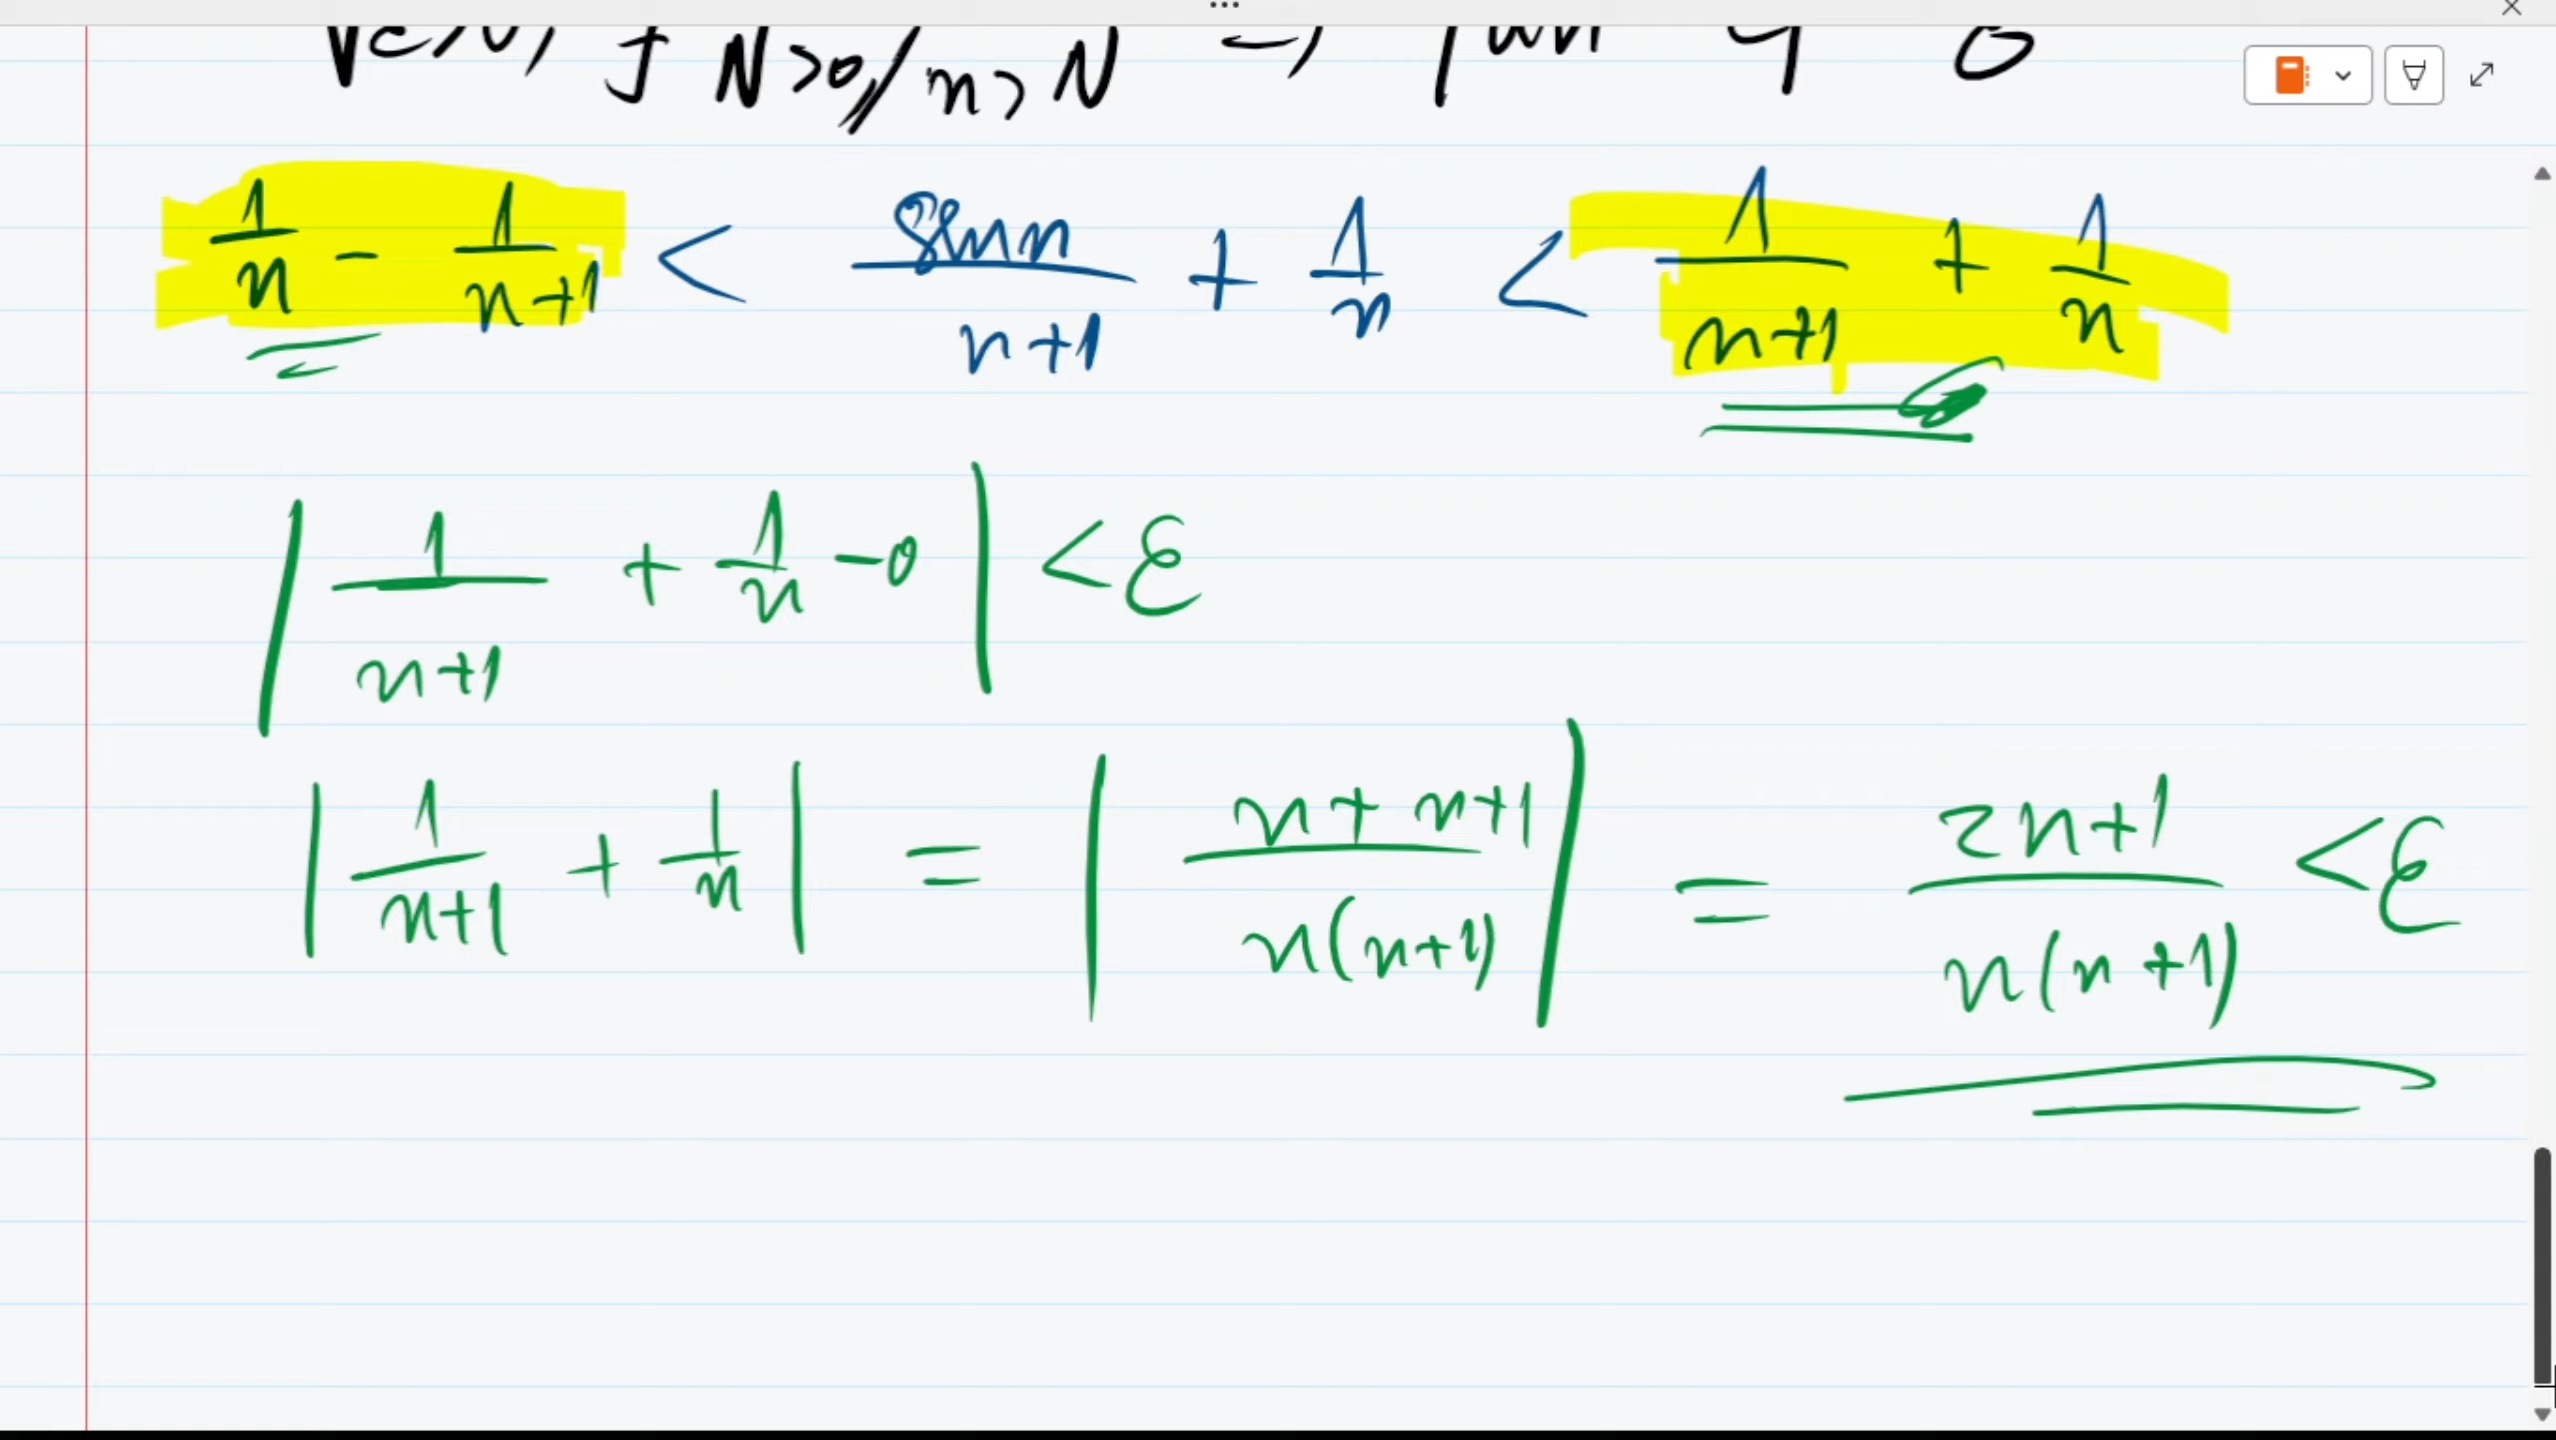 N>0/ n> N
1/n - 1/(n+1) < sin n/(n+1) + 1/n < 1/(n+1) + 1/n
| 1/(n+1) + 1/n - 0 | < ε
| 1/(n+1) + 1/n | = | (n + n+1)/(n(n+1)) | = (2n+1)/(n(n+1)) < ε